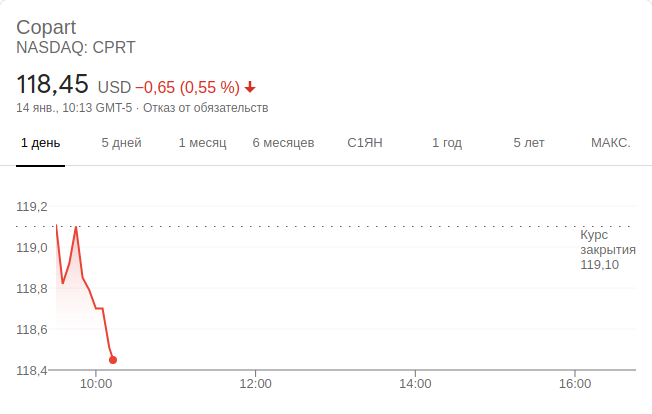 Copart
NASDAQ: CPRT
118,45 USD −0,65 (0,55 %)
14 янв., 10:13 GMT-5 · Отказ от обязательств
1 день 5 дней 1 месяц 6 месяцев С1ЯН 1 год 5 лет МАКС.
119,2
119,0
118,8
118,6
118,4
Курс
закрытия
119,10
10:00 12:00 14:00 16:00